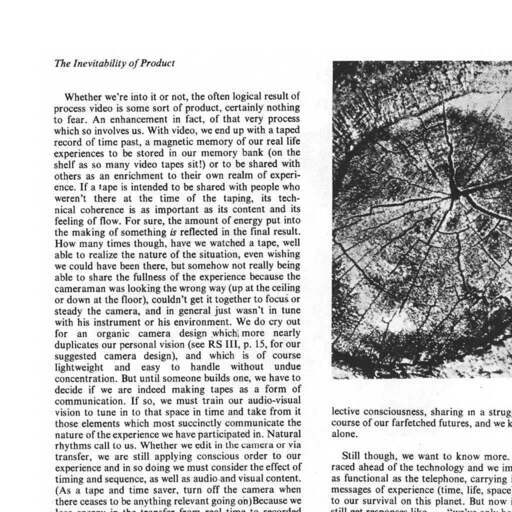 The Inevitability of Product
Whether we're into it or not, the often logical result of
process video is some sort of product, certainly nothing
to fear. An enhancement in fact, of that very process
which so involves us. With video, we end up with a taped
record of time past, a magnetic memory of our real life
experiences to be stored in our memory bank (on the
shelf as so many video tapes sit!) or to be shared with
others as an enrichment to their own realm of experi-
ence. If a tape is intended to be shared with people who
weren't there at the time of the taping, its tech-
nical coherence is as important as its content and its
feeling of flow. For sure, the amount of energy put into
the making of something is reflected in the final result.
How many times though, have we watched a tape, well
able to realize the nature of the situation, even wishing
we could have been there, but somehow not really being
able to share the fullness of the experience because the
cameraman was looking the wrong way (up at the ceiling
or down at the floor), couldn't get it together to focus or
steady the camera, and in general just wasn't in tune
with his instrument or his environment. We do cry out
for an organic camera design which more nearly
duplicates our personal vision (see RS III, p. 15, for our
suggested camera design), and which is of course
lightweight and easy to handle without undue
concentration. But until someone builds one, we have to
decide if we are indeed making tapes as a form of
communication. If so, we must train our audio-visual
vision to tune in to that space in time and take from it
those elements which most succinctly communicate the
nature of the experience we have participated in. Natural
rhythms call to us. Whether we edit in the camera or via
transfer, we are still applying conscious order to our
experience and in so doing we must consider the effect of
timing and sequence, as well as audio and visual content.
(As a tape and time saver, turn off the camera when
there ceases to be anything relevant going on)Because we
lose energy in the transfer from real time to recorded
lective consciousness, sharing in a strug
course of our farfetched futures, and we k
alone.
Still though, we want to know more.
raced ahead of the technology and we im
as functional as the telephone, carrying i
messages of experience (time, life, space
to our survival on this planet. But now i
still get responses like